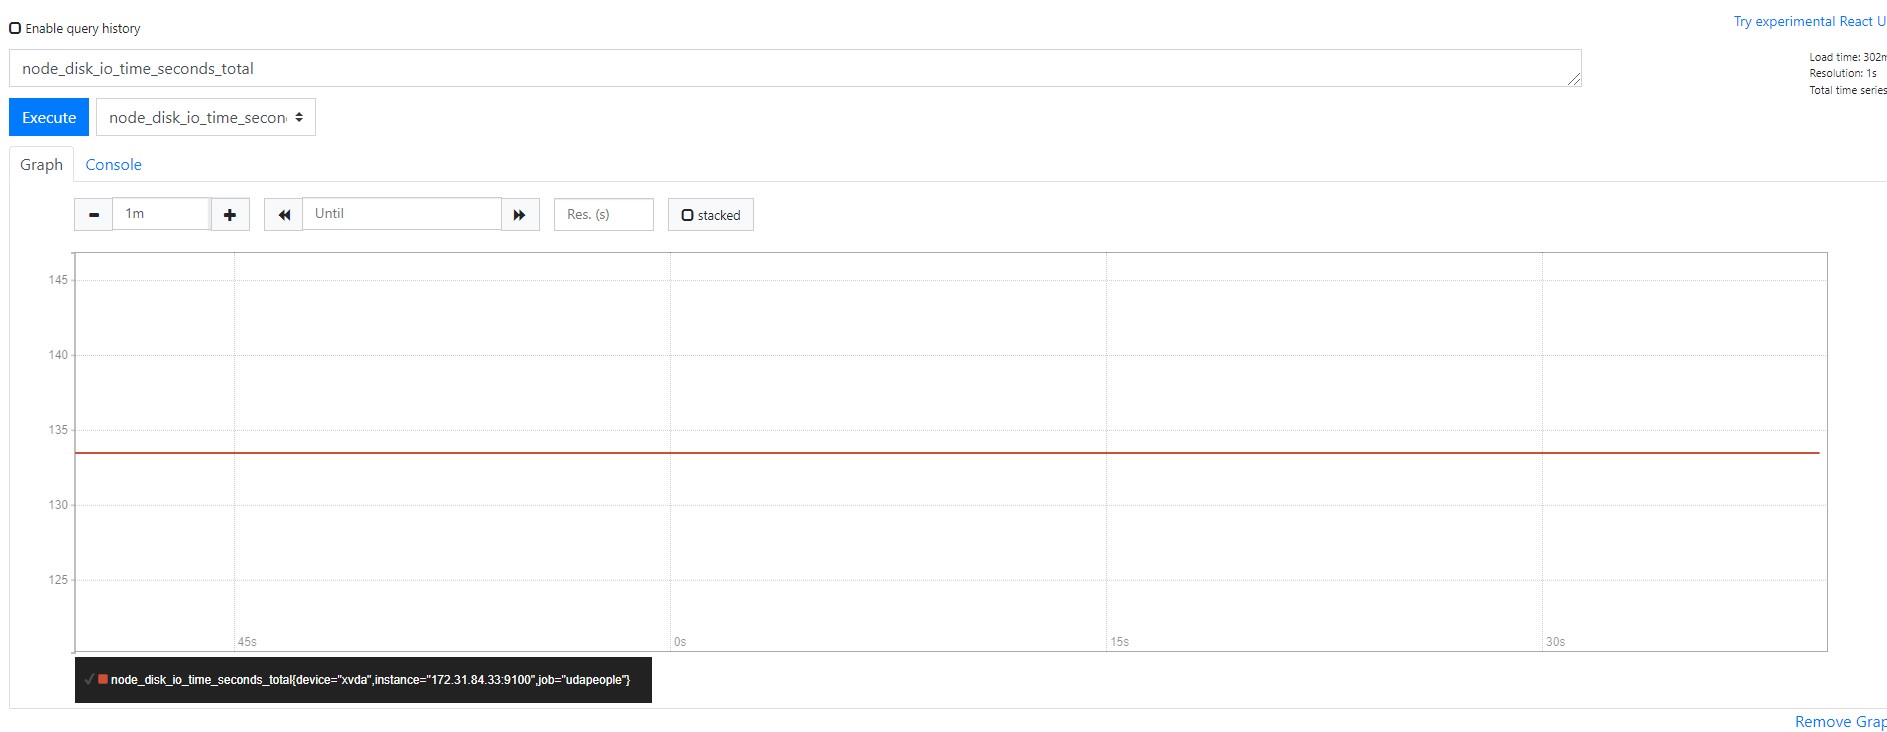 Enable query history
Try experimental React U
node_disk_io_time_seconds_total
Load time: 302m
Resolution: 1s
Total time series
Execute
node_disk_io_time_secon
Graph Console
1m Until Res. (s) stacked
145
140
135
130
125
45s 0s 15s 30s
node_disk_io_time_seconds_total{device="xvda",instance="172.31.84.33:9100",job="udapeople"}
Remove Grap